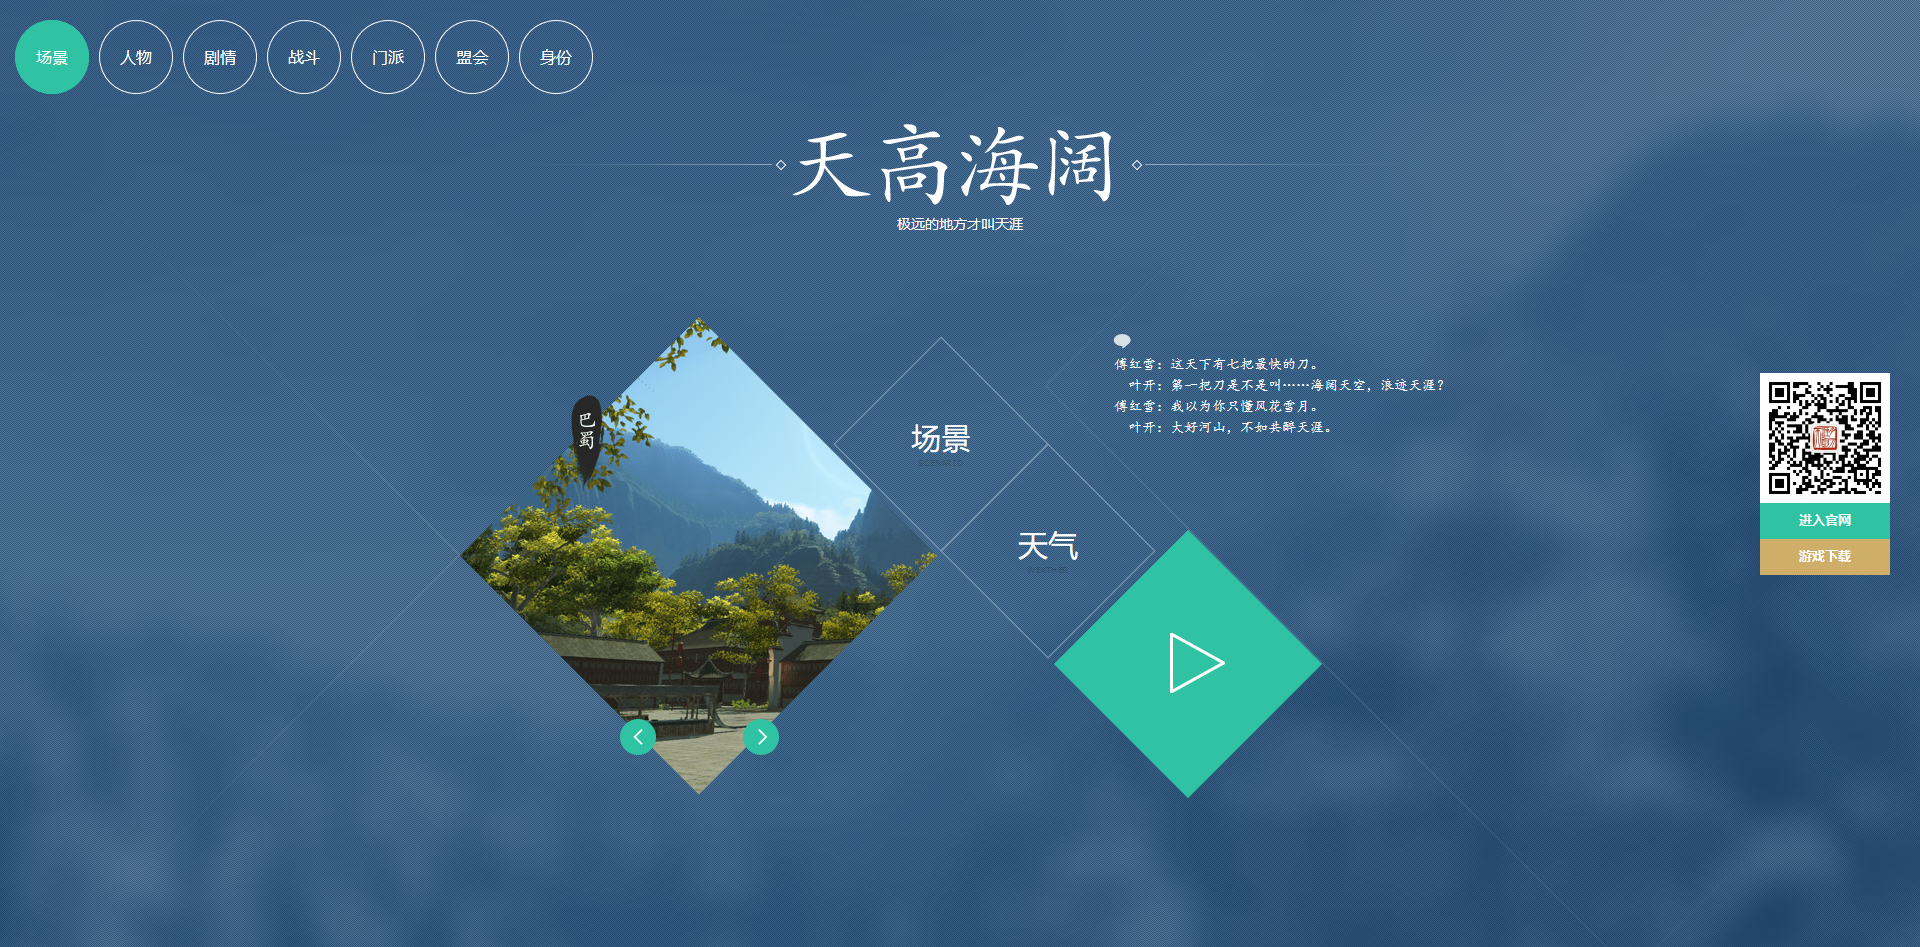 场景
人物
剧情
战斗
门派
盟会
身份
天高海阔
极远的地方才叫天涯
巴蜀
场景
SCENARIO
天气
WEATHER
傅红雪：这天下有七把最快的刀。
叶开：第一把刀是不是叫……海阔天空，浪迹天涯？
傅红雪：我以为你只懂风花雪月。
叶开：大好河山，不如共醉天涯。
进入官网
游戏下载